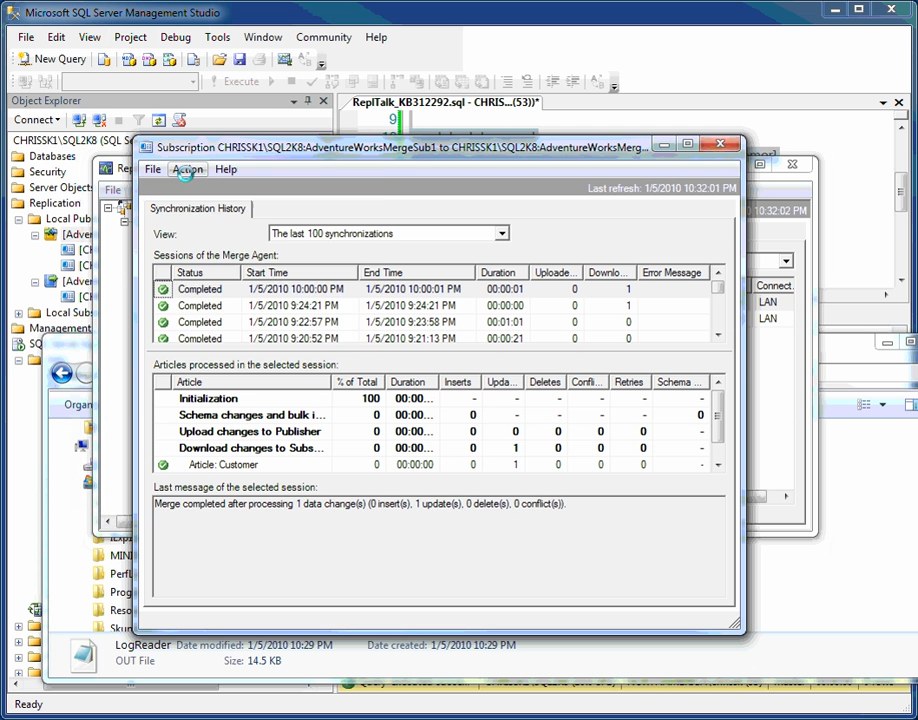 Microsoft SQL Server Management Studio
File Edit View Project Debug Tools Window Community Help
New Query
Execute
Object Explorer
ReplTalk_KB312292.sql - CHRIS...(53))*
Connect
9
CHRISSK1\SQL2K8 (SQL S
Databases
Security
Server Objects
Replication
Local Pub
[Adve
[C
[C
[Adv
[C
Local Subs
Management
SQ
Rep
File
10:32:02 PM
Connect.
LAN
LAN
Subscription CHRISSK1\SQL2K8:AdventureWorksMergeSub1 to CHRISSK1\SQL2K8:AdventureWorksMerg...
File Action Help
Last refresh: 1/5/2010 10:32:01 PM
Synchronization History
View: The last 100 synchronizations
Sessions of the Merge Agent:
Status Start Time End Time Duration Uploade... Downlo... Error Message
Completed 1/5/2010 10:00:00 PM 1/5/2010 10:00:01 PM 00:00:01 0 1
Completed 1/5/2010 9:24:21 PM 1/5/2010 9:24:21 PM 00:00:00 0 1
Completed 1/5/2010 9:22:57 PM 1/5/2010 9:23:58 PM 00:01:01 0 0
Completed 1/5/2010 9:20:52 PM 1/5/2010 9:21:13 PM 00:00:21 0 0
Articles processed in the selected session:
Article % of Total Duration Inserts Upda... Deletes Confli... Retries Schema ...
Initialization 100 00:00... - - - - - -
Schema changes and bulk i... 0 00:00... 0 - - - - 0
Upload changes to Publisher 0 00:00... 0 0 0 0 0 -
Download changes to Subs... 0 00:00... 0 1 0 0 0 -
Article: Customer 0 00:00:00 0 1 0 0 0 -
Last message of the selected session:
Merge completed after processing 1 data change(s) (0 insert(s), 1 update(s), 0 delete(s), 0 conflict(s)).
Organ
MINI
PerfL
Prog
Reso
Sku
LogReader Date modified: 1/5/2010 10:29 PM Date created: 1/5/2010 10:29 PM
OUT File Size: 14.5 KB
Ready